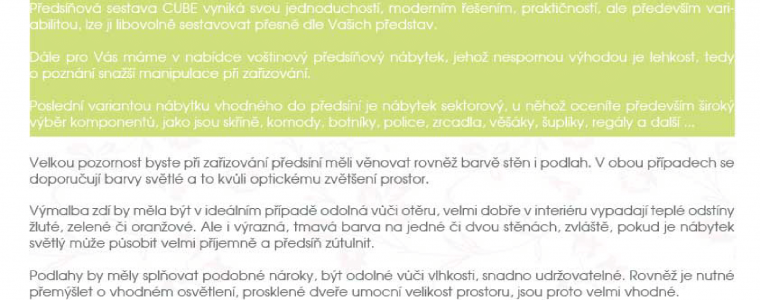 Předsíňová sestava CUBE vyniká svou jednoduchostí, moderním řešením, praktičností, ale především vari-
abilitou, lze ji libovolně sestavovat přesně dle Vašich představ.
Dále pro Vás máme v nabídce voštinový předsíňový nábytek, jehož nespornou výhodou je lehkost, tedy
o poznání snažší manipulace při zařizování.
Poslední variantou nábytku vhodného do předsíní je nábytek sektorový, u něhož oceníte především široký
výběr komponentů, jako jsou skříně, komody, botníky, police, zrcadla, věšáky, šuplíky, regály a další ...
Velkou pozornost byste při zařizování předsíní měli věnovat rovněž barvě stěn i podlah. V obou případech se
doporučují barvy světlé a to kvůli optickému zvětšení prostor.
Výmalba zdí by měla být v ideálním případě odolná vůči otěru, velmi dobře v interiéru vypadají teplé odstíny
žluté, zelené či oranžové. Ale i výrazná, tmavá barva na jedné či dvou stěnách, zvláště, pokud je nábytek
světlý může působit velmi příjemně a předsíň zútulnit.
Podlahy by měly splňovat podobné nároky, být odolné vůči vlhkosti, snadno udržovatelné. Rovněž je nutné
přemýšlet o vhodném osvětlení, prosklené dveře umocní velikost prostoru, jsou proto velmi vhodné.